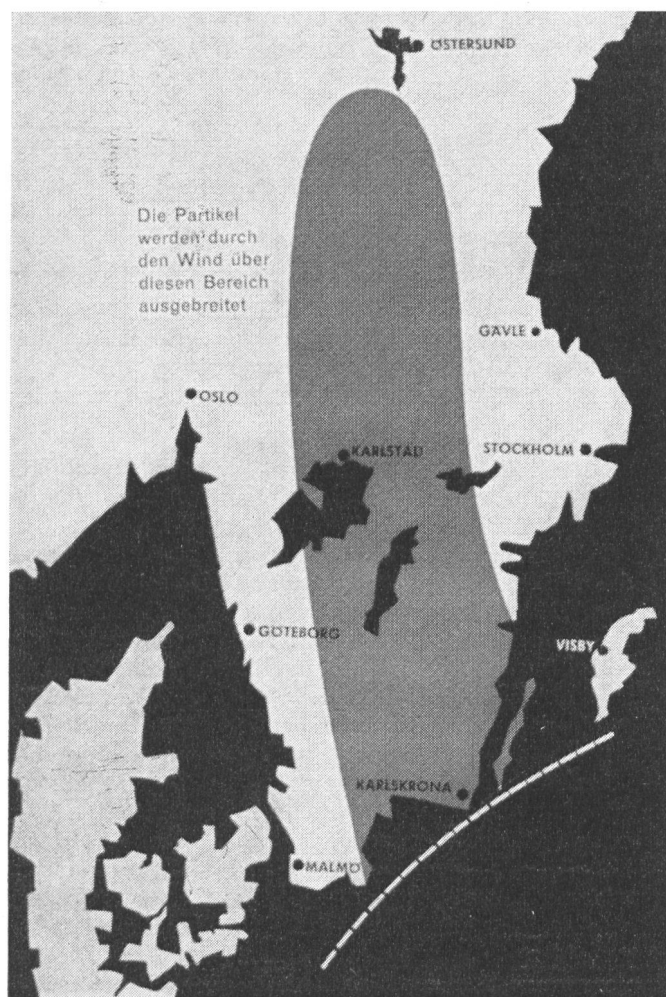 ÖSTERSUND
Die Partikel
werden durch
den Wind über
diesen Bereich
ausgebreitet
GÄVLE
OSLO
KARLSTAD
STOCKHOLM
GÖTEBORG
VISBY
KARLSKRONA
MALMÖ